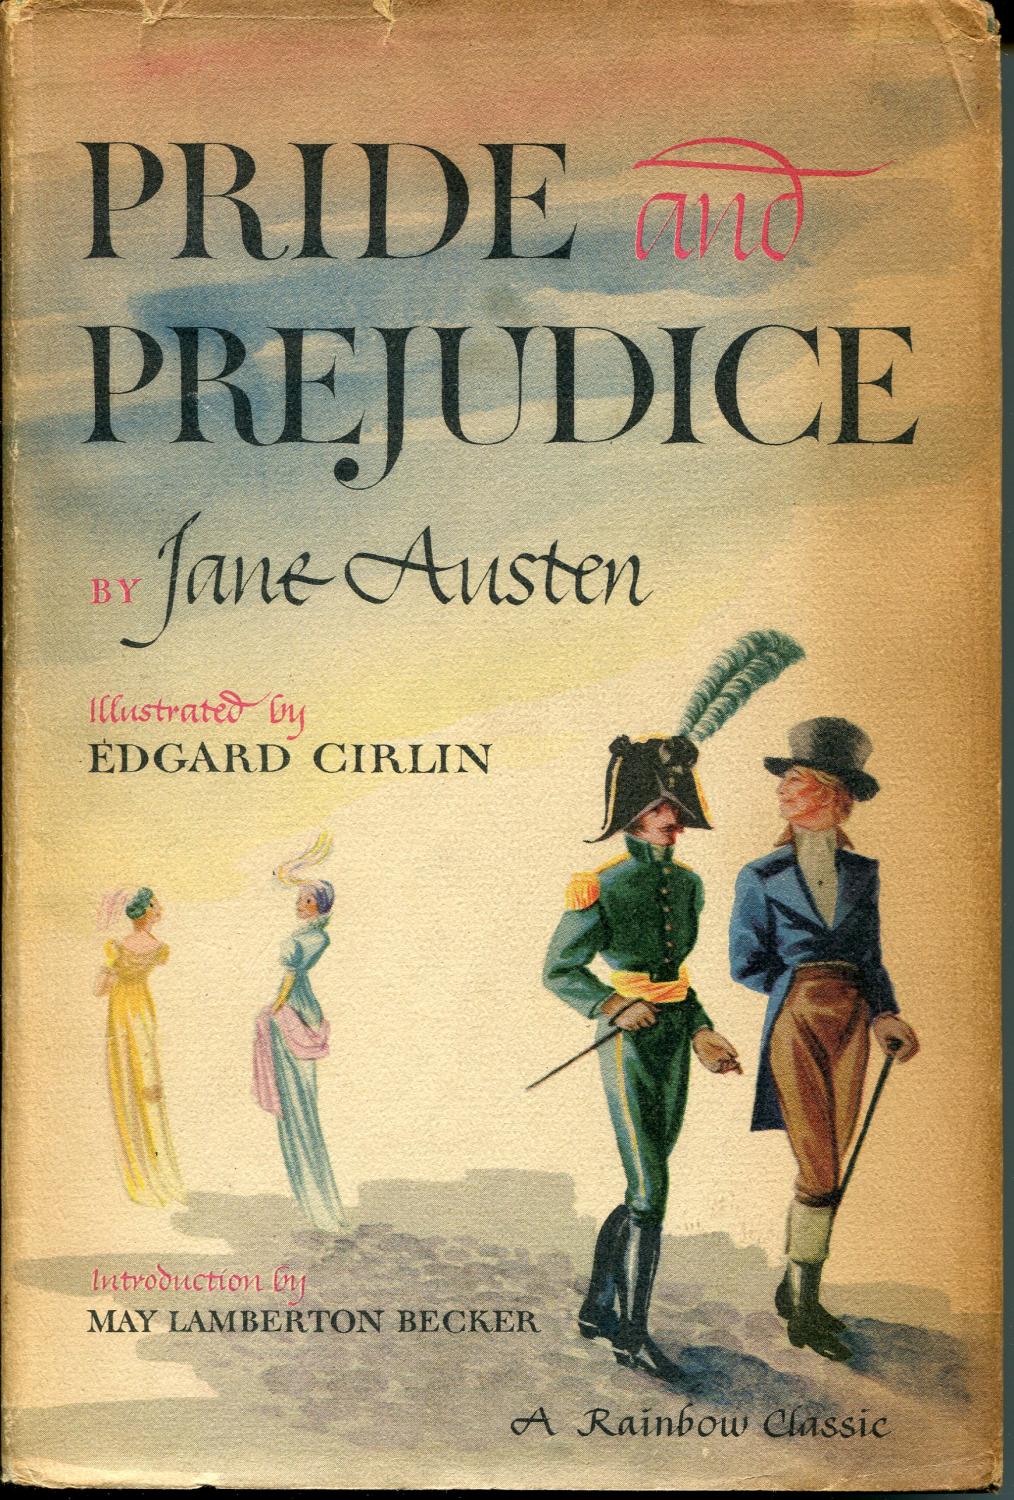 PRIDE and
PREJUDICE
BY Jane Austen
Illustrated by
EDGARD CIRLIN
Introduction by
MAY LAMBERTON BECKER
A Rainbow Classic